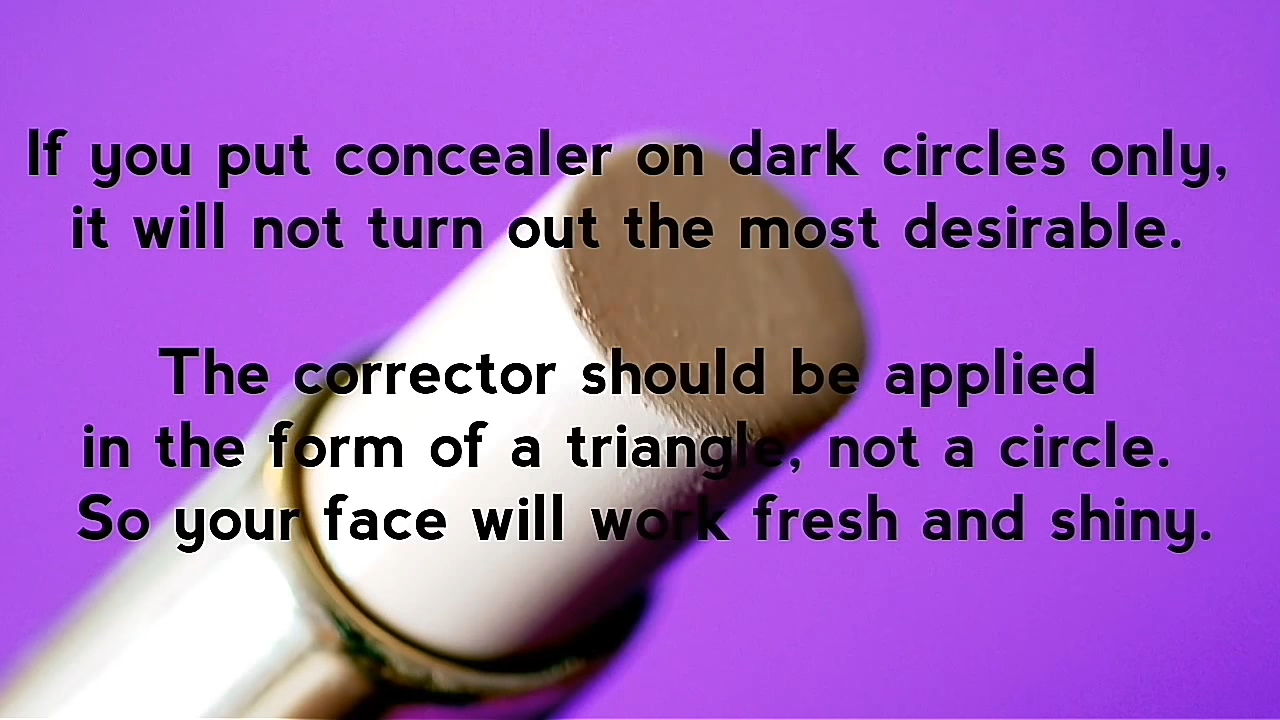 If you put concealer on dark circles only,
it will not turn out the most desirable.
The corrector should be applied
in the form of a triangle, not a circle.
So your face will work fresh and shiny.